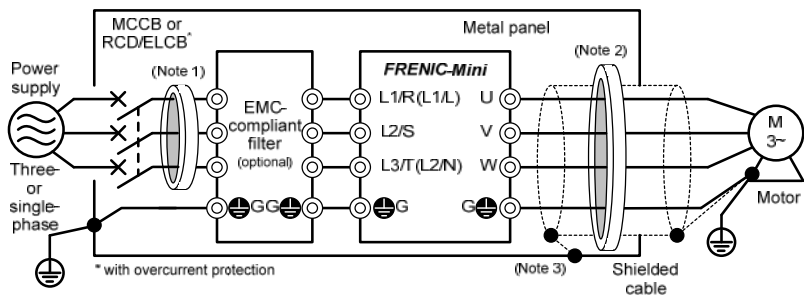 MCCB or
RCD/ELCB*
Metal panel
(Note 1)
(Note 2)
Power
supply
FRENIC-Mini
EMC-
compliant
filter
(optional)
L1/R(L1/L)
U
L2/S
V
L3/T(L2/N)
W
M
3~
Three-
or
single-
phase
G
G
G
G
Motor
* with overcurrent protection
(Note 3)
Shielded
cable